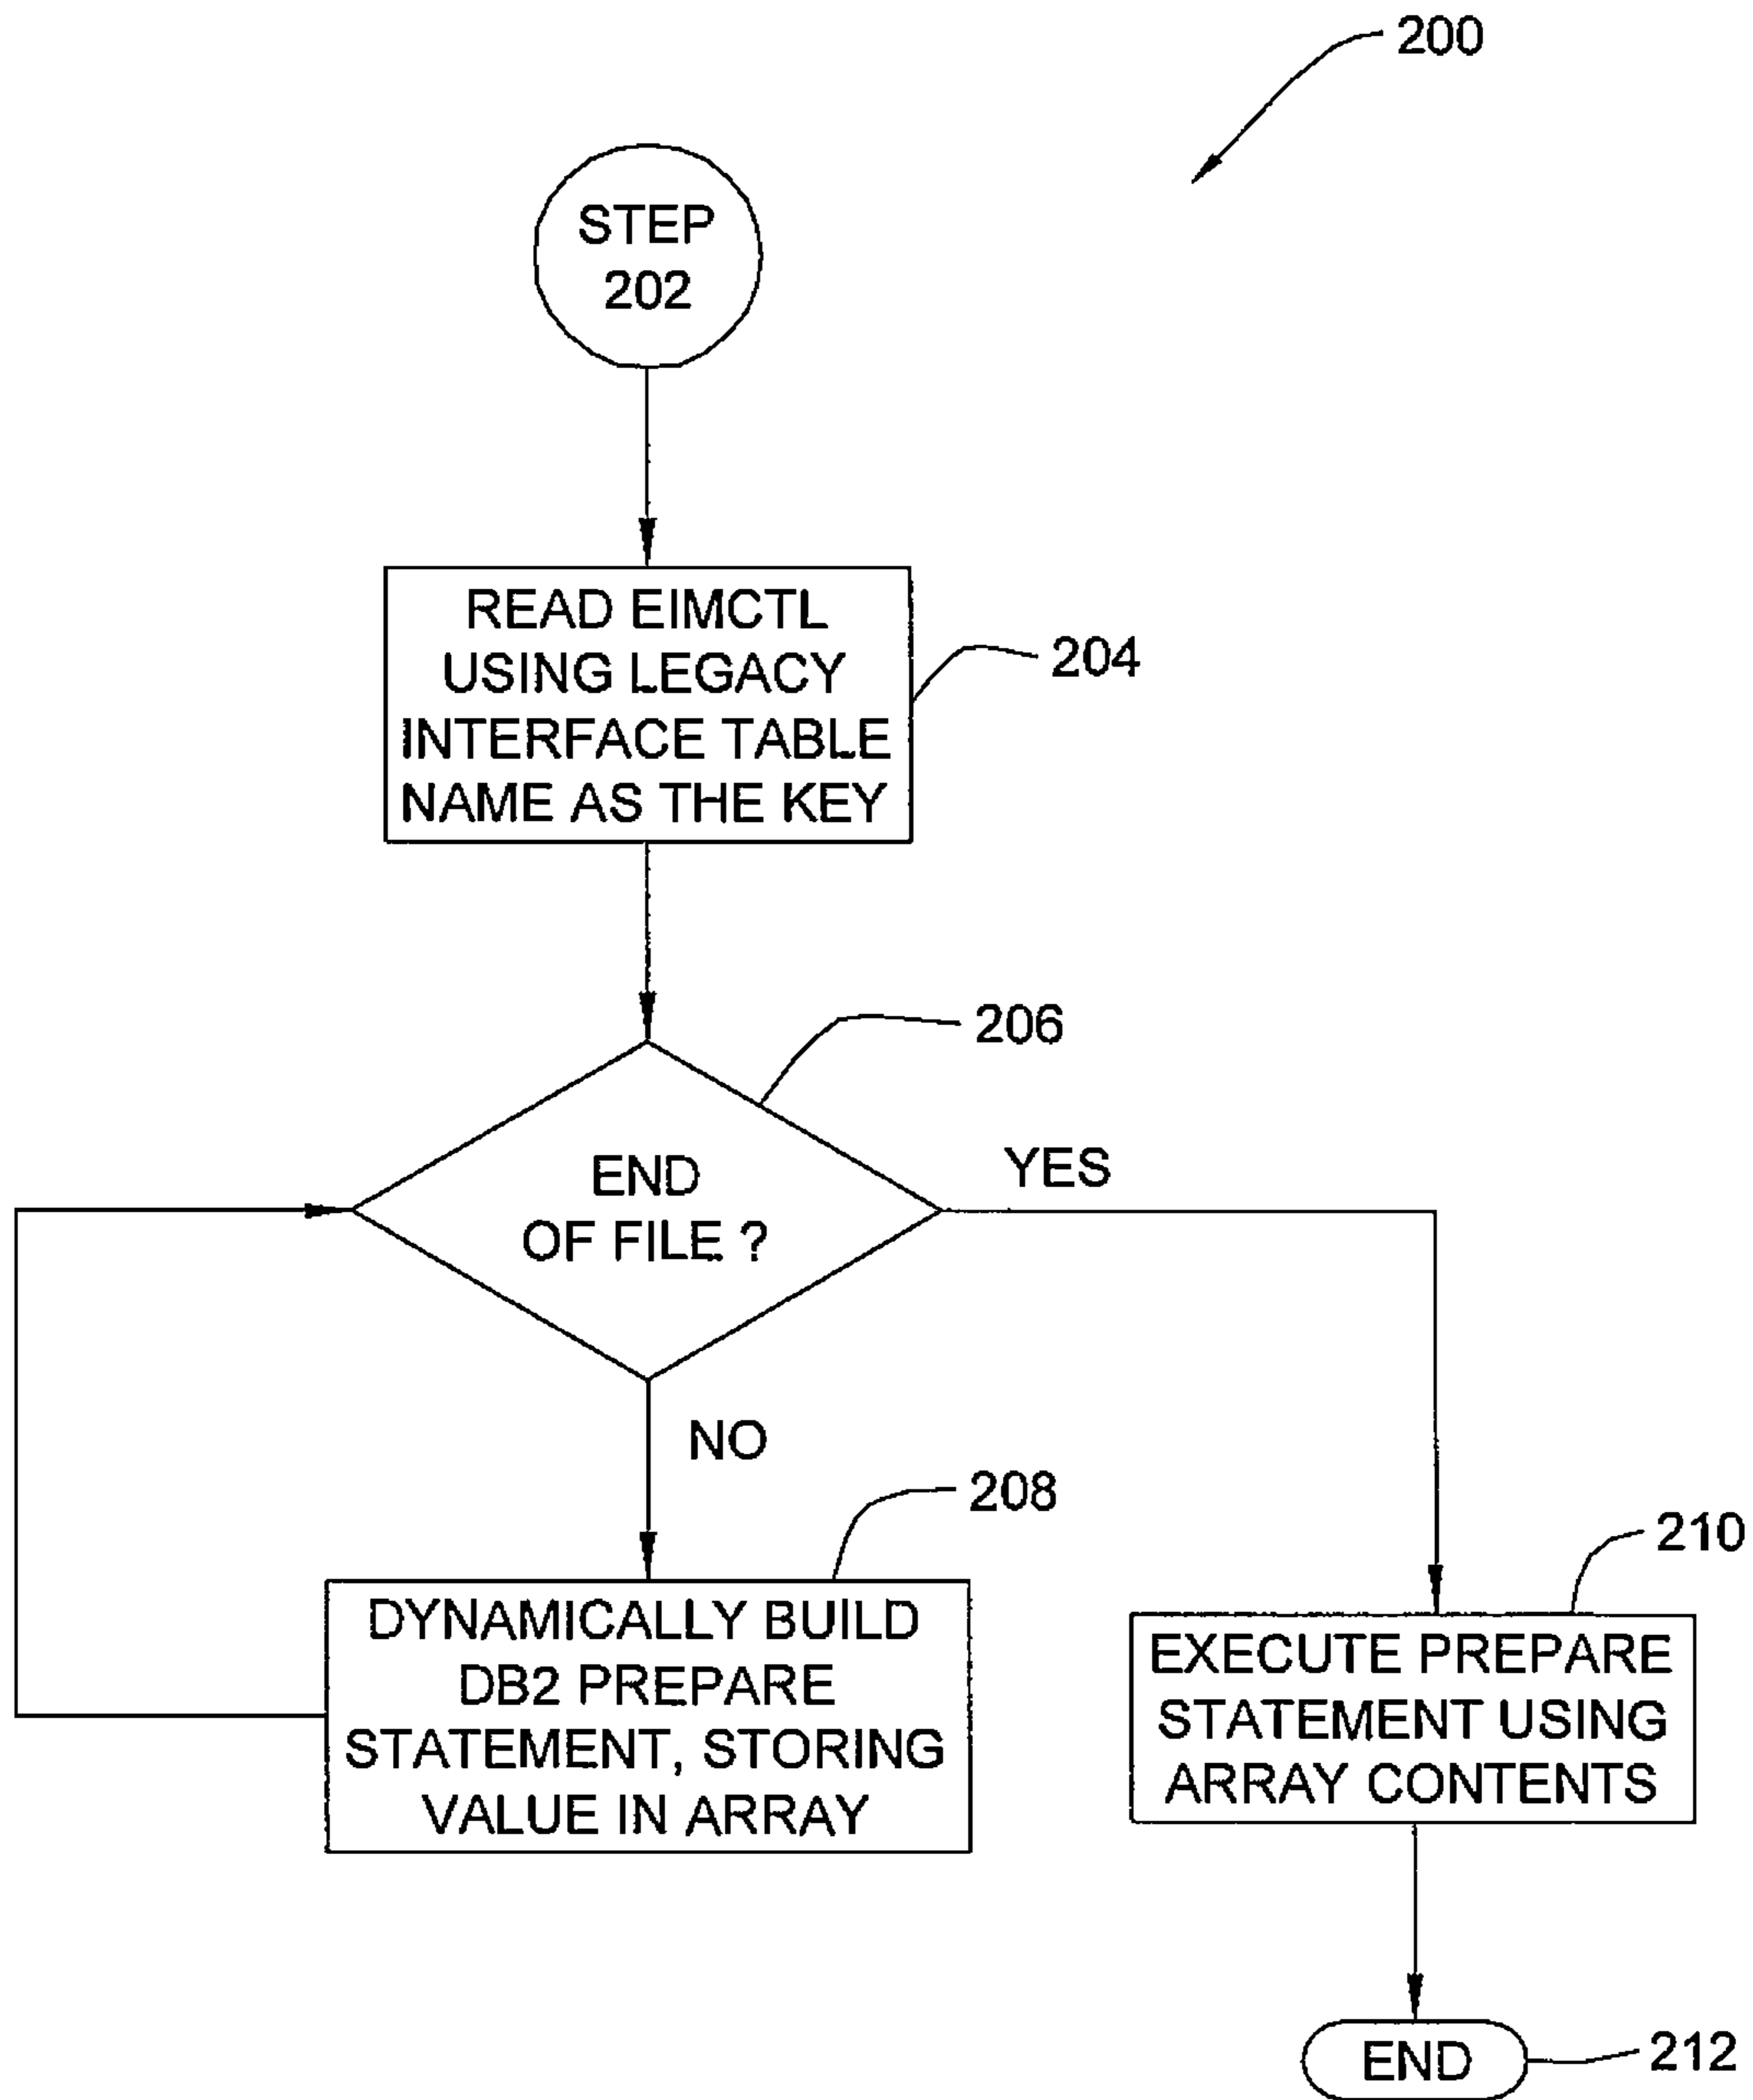 200
STEP
202
READ EIMCTL
USING LEGACY
INTERFACE TABLE
NAME AS THE KEY
204
206
END
OF FILE ?
YES
NO
208
DYNAMICALLY BUILD
DB2 PREPARE
STATEMENT, STORING
VALUE IN ARRAY
210
EXECUTE PREPARE
STATEMENT USING
ARRAY CONTENTS
END
212